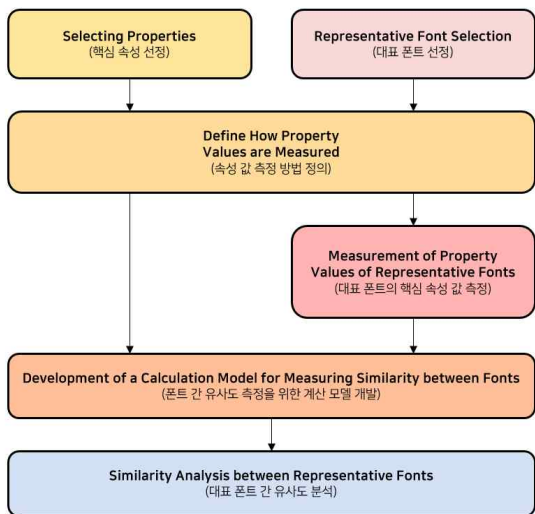 Selecting Properties
(핵심 속성 선정)
Representative Font Selection
(대표 폰트 선정)
Define How Property
Values are Measured
(속성 값 측정 방법 정의)
Measurement of Property
Values of Representative Fonts
(대표 폰트의 핵심 속성 값 측정)
Development of a Calculation Model for Measuring Similarity between Fonts
(폰트 간 유사도 측정을 위한 계산 모델 개발)
Similarity Analysis between Representative Fonts
(대표 폰트 간 유사도 분석)